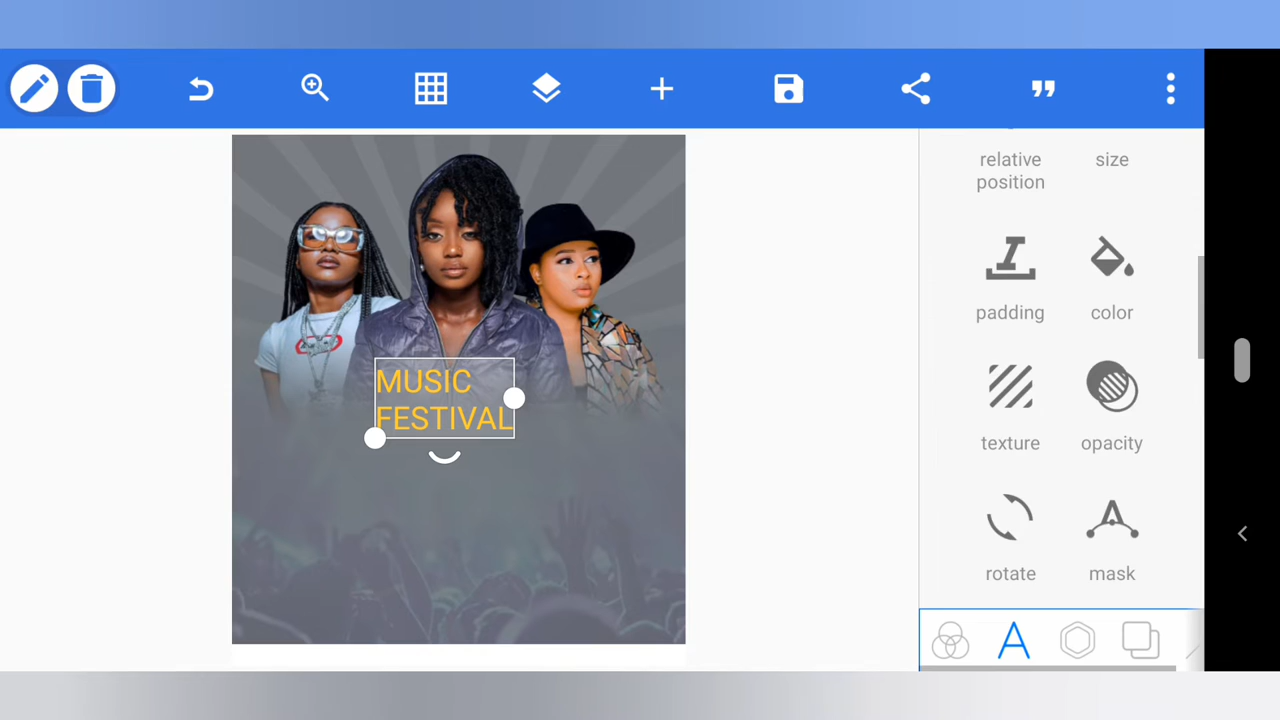 relative
position
size
padding
color
MUSIC
FESTIVAL
texture
opacity
rotate
mask